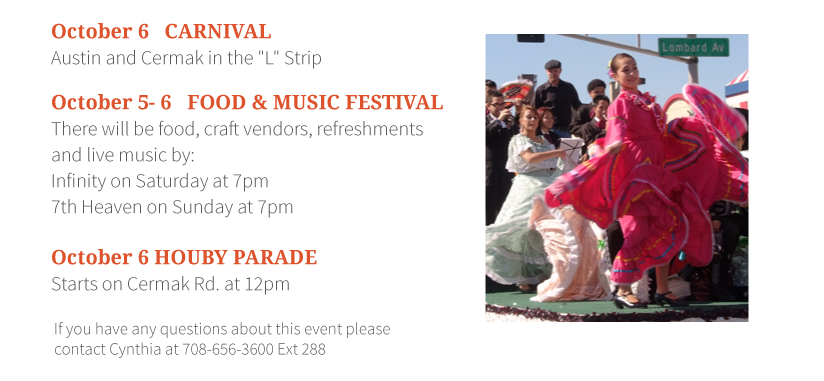 October 6 CARNIVAL
Austin and Cermak in the "L" Strip
October 5- 6 FOOD & MUSIC FESTIVAL
There will be food, craft vendors, refreshments
and live music by:
Infinity on Saturday at 7pm
7th Heaven on Sunday at 7pm
October 6 HOUBY PARADE
Starts on Cermak Rd. at 12pm
If you have any questions about this event please
contact Cynthia at 708-656-3600 Ext 288
Lombard Av